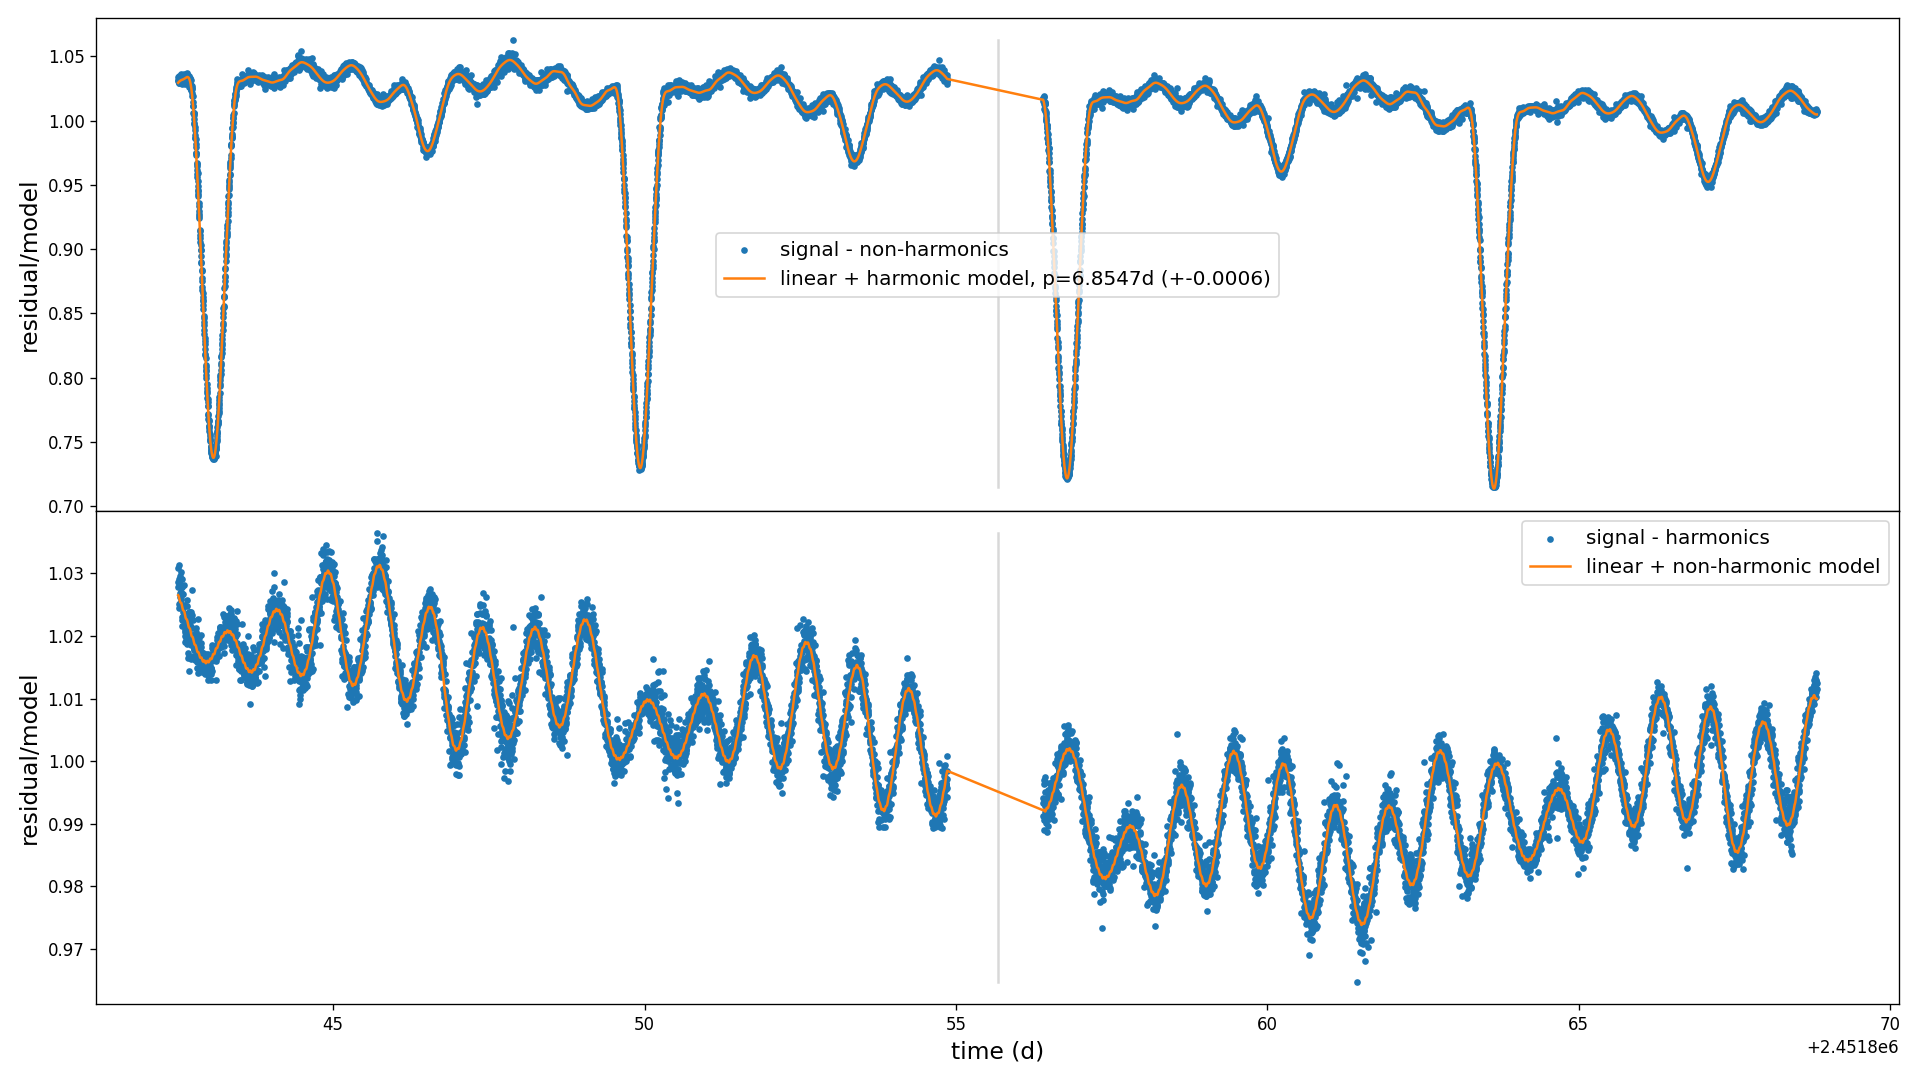 residual/model
1.05
1.00
0.95
0.90
0.85
0.80
0.75
0.70
signal - non-harmonics
linear + harmonic model, p=6.8547d (+-0.0006)
residual/model
1.03
1.02
1.01
1.00
0.99
0.98
0.97
signal - harmonics
linear + non-harmonic model
45 50 55 60 65 70
time (d)
+2.4518e6